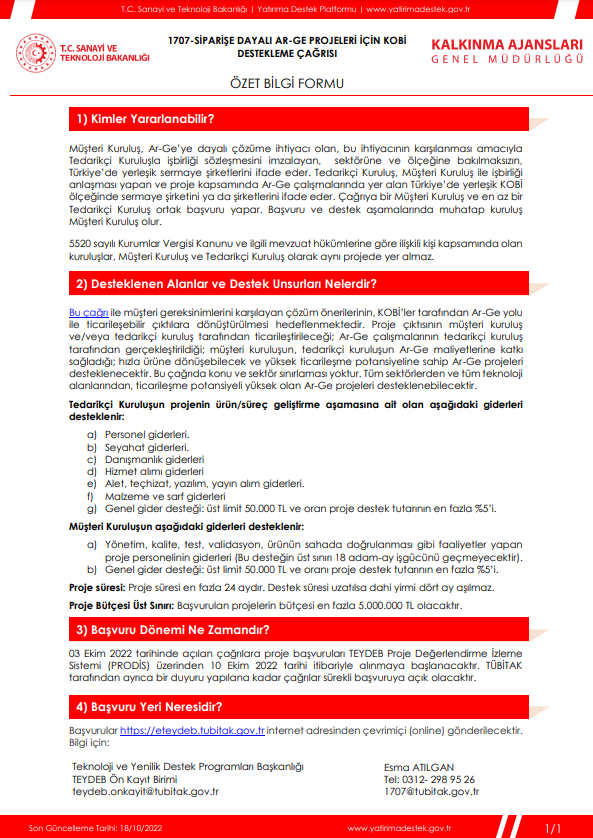 T.C. Sanayi ve Teknoloji Bakanlığı | Yatırıma Destek Platformu | www.yatirimadestek.gov.tr
T.C. SANAYİ VE
TEKNOLOJİ BAKANLIĞI
1707-SİPARİŞE DAYALI AR-GE PROJELERİ İÇİN KOBİ
DESTEKLEME ÇAĞRISI
KALKINMA AJANSLARI
GENEL MÜDÜRLÜĞÜ
ÖZET BİLGİ FORMU
1) Kimler Yararlanabilir?
Müşteri Kuruluş, Ar-Ge'ye dayalı çözüme ihtiyacı olan, bu ihtiyacının karşılanması amacıyla
Tedarikçi Kuruluşla işbirliği sözleşmesini imzalayan, sektörüne ve ölçeğine bakılmaksızın,
Türkiye'de yerleşik sermaye şirketlerini ifade eder. Tedarikçi Kuruluş, Müşteri Kuruluş ile işbirliği
anlaşması yapan ve proje kapsamında Ar-Ge çalışmalarında yer alan Türkiye'de yerleşik KOBİ
ölçeğinde sermaye şirketini ya da şirketlerini ifade eder. Çağrıya bir Müşteri Kuruluş ve en az bir
Tedarikçi Kuruluş ortak başvuru yapar. Başvuru ve destek aşamalarında muhatap kuruluş
Müşteri Kuruluş olur.
5520 sayılı Kurumlar Vergisi Kanunu ve ilgili mevzuat hükümlerine göre ilişkili kişi kapsamında olan
kuruluşlar, Müşteri Kuruluş ve Tedarikçi Kuruluş olarak aynı projede yer almaz.
2) Desteklenen Alanlar ve Destek Unsurları Nelerdir?
Bu çağrı ile müşteri gereksinimlerini karşılayan çözüm önerilerinin, KOBİ'ler tarafından Ar-Ge yolu
ile ticarileşebilir çıktılara dönüştürülmesi hedeflenmektedir. Proje çıktısının müşteri kuruluş
ve/veya tedarikçi kuruluş tarafından ticarileştirileceği; Ar-Ge çalışmalarının tedarikçi kuruluş
tarafından gerçekleştirildiği; müşteri kuruluşun, tedarikçi kuruluşun Ar-Ge maliyetlerine katkı
sağladığı; hızla ürüne dönüşebilecek ve yüksek ticarileşme potansiyeline sahip Ar-Ge projeleri
desteklenecektir. Bu çağrıda konu ve sektör sınırlaması yoktur. Tüm sektörlerden ve tüm teknoloji
alanlarından, ticarileşme potansiyeli yüksek olan Ar-Ge projeleri desteklenebilecektir.
Tedarikçi Kuruluşun projenin ürün/süreç geliştirme aşamasına ait olan aşağıdaki giderleri
desteklenir:
a) Personel giderleri.
b) Seyahat giderleri.
c) Danışmanlık giderleri
d) Hizmet alımı giderleri
e) Alet, teçhizat, yazılım, yayın alım giderleri.
f) Malzeme ve sarf giderleri
g) Genel gider desteği: üst limit 50.000 TL ve oran proje destek tutarının en fazla %5'i.
Müşteri Kuruluşun aşağıdaki giderleri desteklenir:
a) Yönetim, kalite, test, validasyon, ürünün sahada doğrulanması gibi faaliyetler yapan
proje personelinin giderleri (Bu desteğin üst sınırı 18 adam-ay işgücünü geçmeyecektir).
b) Genel gider desteği: üst limit 50.000 TL ve oranı proje destek tutarının en fazla %5'i.
Proje süresi: Proje süresi en fazla 24 aydır. Destek süresi uzatılsa dahi yirmi dört ay aşılmaz.
Proje Bütçesi Üst Sınırı: Başvurulan projelerin bütçesi en fazla 5.000.000 TL olacaktır.
3) Başvuru Dönemi Ne Zamandır?
03 Ekim 2022 tarihinde açılan çağrılara proje başvuruları TEYDEB Proje Değerlendirme İzleme
Sistemi (PRODİS) üzerinden 10 Ekim 2022 tarihi itibariyle alınmaya başlanacaktır. TÜBİTAK
tarafından ayrıca bir duyuru yapılana kadar çağrılar sürekli başvuruya açık olacaktır.
4) Başvuru Yeri Neresidir?
Başvurular https://eteydeb.tubitak.gov.tr internet adresinden çevrimiçi (online) gönderilecektir.
Bilgi için:
Teknoloji ve Yenilik Destek Programları Başkanlığı
TEYDEB Ön Kayıt Birimi
teydeb.onkayit@tubitak.gov.tr
Esma ATILGAN
Tel: 0312- 298 95 26
1707@tubitak.gov.tr
Son Güncelleme Tarihi: 18/10/2022
www.yatirimadestek.gov.tr
1/1